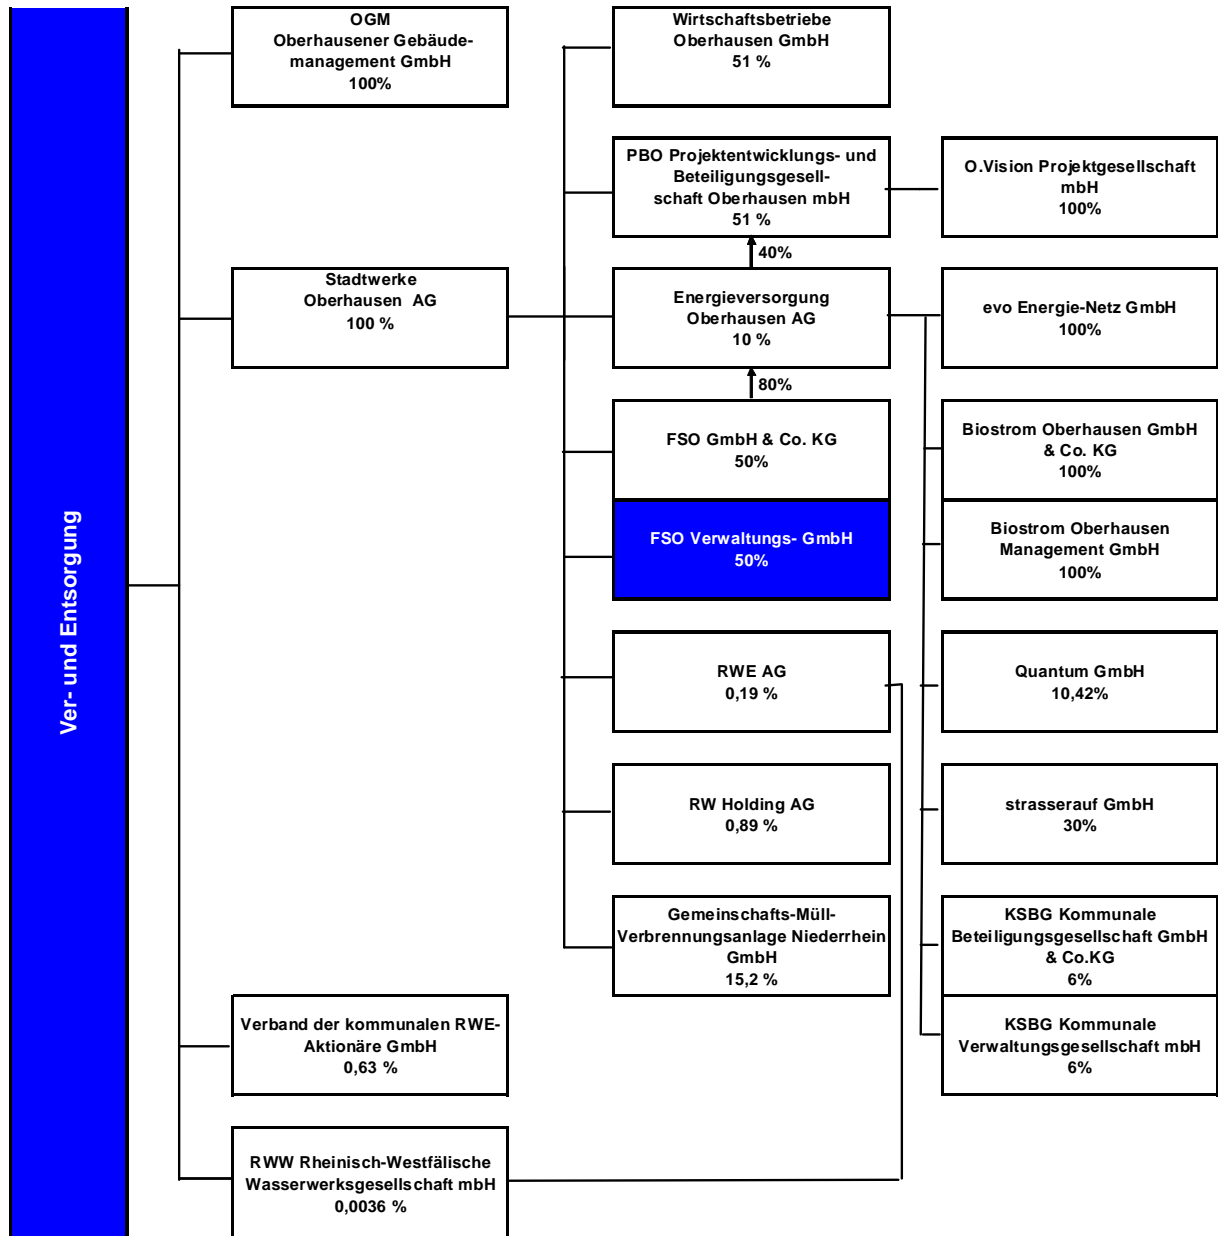 Ver- und Entsorgung
OGM
Oberhausener Gebäude-
management GmbH
100%
Stadtwerke
Oberhausen AG
100 %
Verband der kommunalen RWE-
Aktionäre GmbH
0,63 %
RWW Rheinisch-Westfälische
Wasserwerksgesellschaft mbH
0,0036 %
Wirtschaftsbetriebe
Oberhausen GmbH
51 %
PBO Projektentwicklungs- und
Beteiligungsgesell-
schaft Oberhausen mbH
51 %
40%
Energieversorgung
Oberhausen AG
10 %
80%
FSO GmbH & Co. KG
50%
FSO Verwaltungs- GmbH
50%
RWE AG
0,19 %
RW Holding AG
0,89 %
Gemeinschafts-Müll-
Verbrennungsanlage Niederrhein
GmbH
15,2 %
O.Vision Projektgesellschaft
mbH
100%
evo Energie-Netz GmbH
100%
Biostrom Oberhausen GmbH
& Co. KG
100%
Biostrom Oberhausen
Management GmbH
100%
Quantum GmbH
10,42%
strasserauf GmbH
30%
KSBG Kommunale
Beteiligungsgesellschaft GmbH
& Co.KG
6%
KSBG Kommunale
Verwaltungsgesellschaft mbH
6%